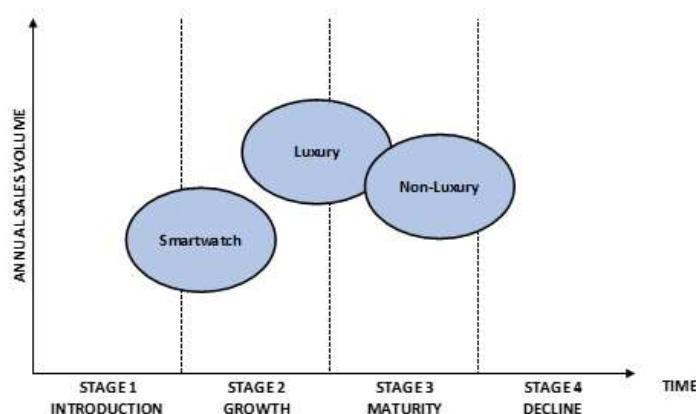 ANNUAL SALES VOLUME
Luxury
Non-Luxury
Smartwatch
STAGE 1 STAGE 2 STAGE 3 STAGE 4 TIME
INTRODUCTION GROWTH MATURITY DECLINE